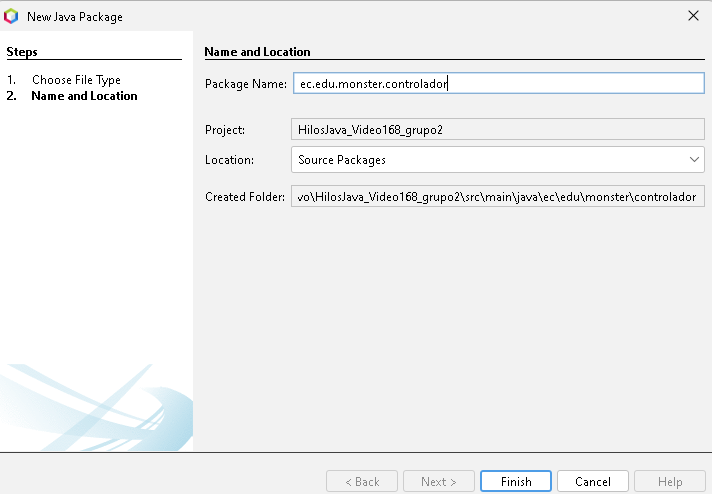 New Java Package
Steps
1. Choose File Type
2. Name and Location
Name and Location
Package Name: ec.edu.monster.controlador
Project: HilosJava_Video168_grupo2
Location: Source Packages
Created Folder: vo\HilosJava_Video168_grupo2\src\main\java\ec\edu\monster\controlador
< Back Next > Finish Cancel Help